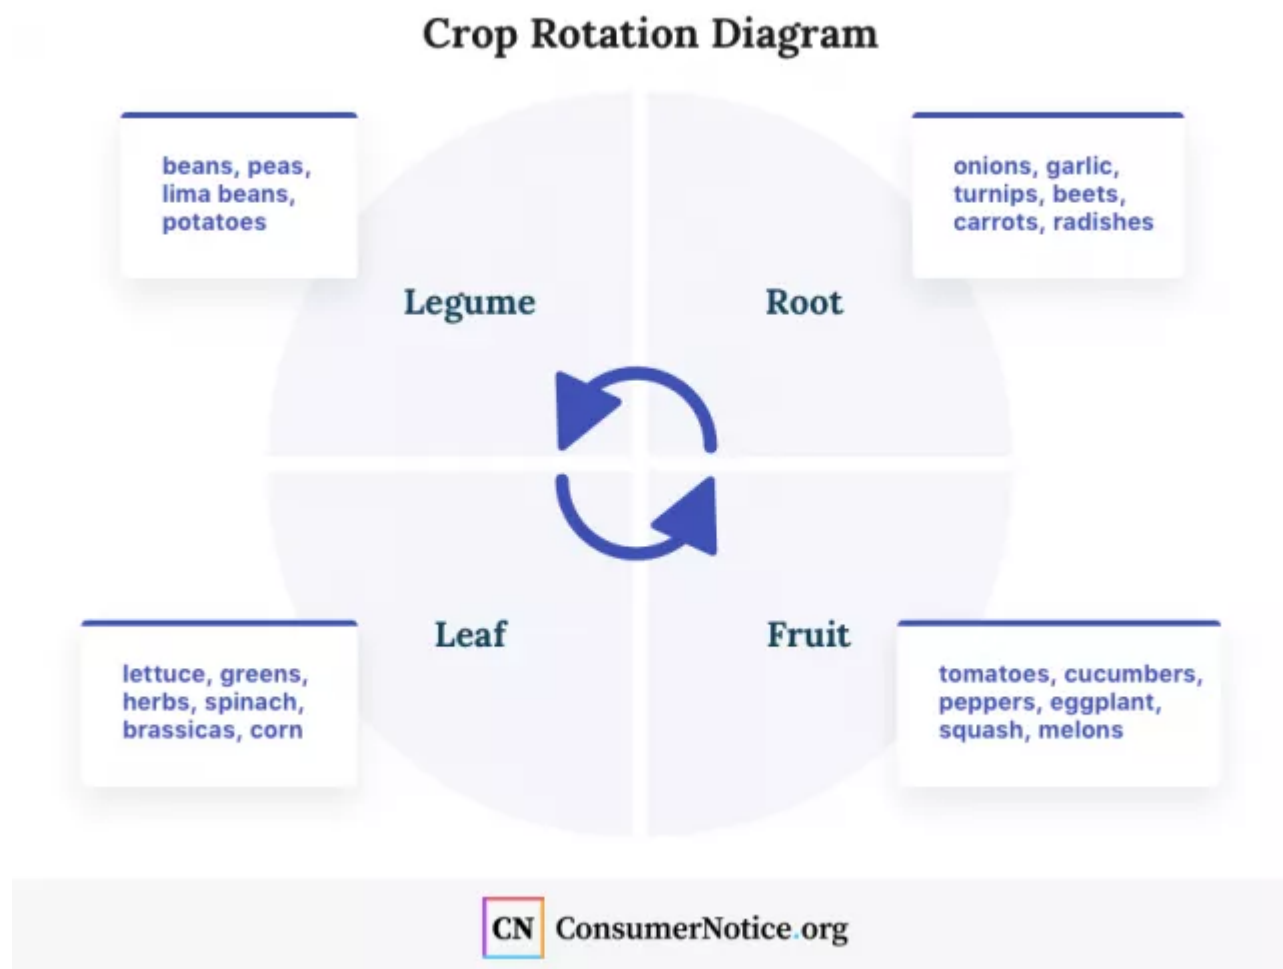 Crop Rotation Diagram
beans, peas,
lima beans,
potatoes
onions, garlic,
turnips, beets,
carrots, radishes
Legume
Root
Leaf
Fruit
lettuce, greens,
herbs, spinach,
brassicas, corn
tomatoes, cucumbers,
peppers, eggplant,
squash, melons
CN ConsumerNotice.org